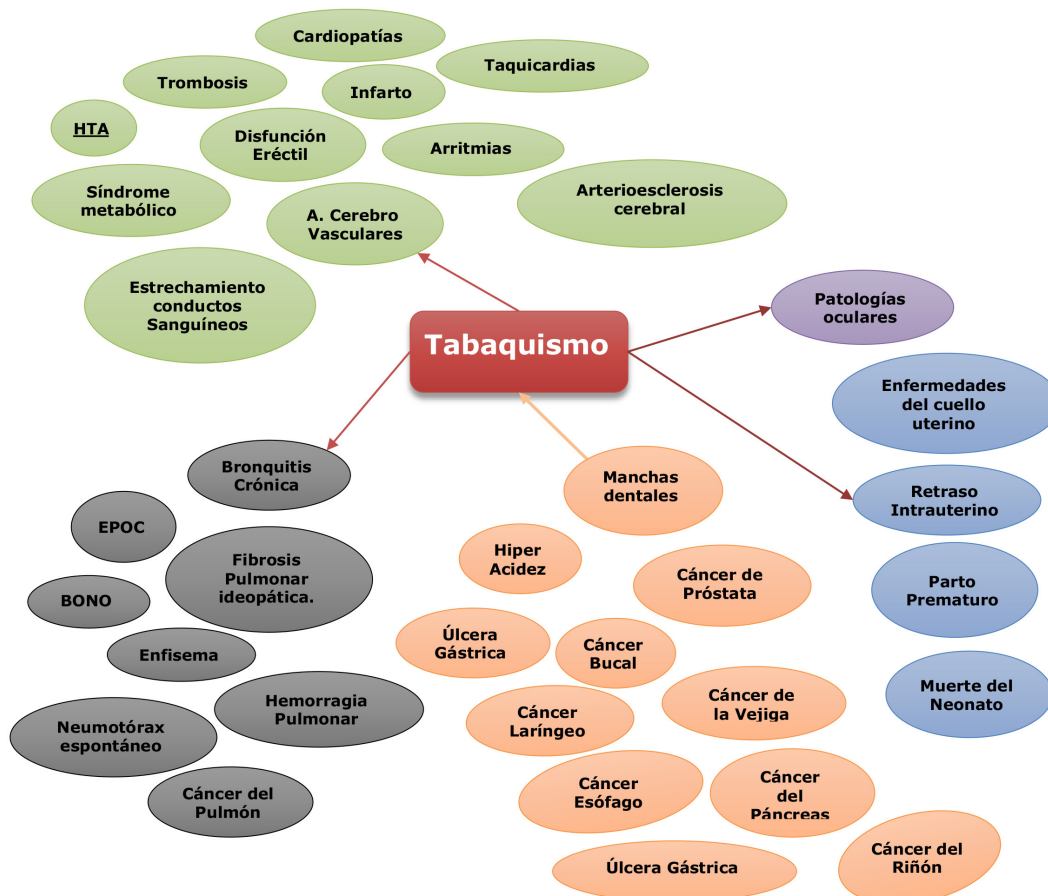 Cardiopatías
Taquicardias
Trombosis
Infarto
HTA
Disfunción
Eréctil
Arritmias
Síndrome
metabólico
Arterioesclerosis
cerebral
A. Cerebro
Vasculares
Estrechamiento
conductos
Sanguíneos
Tabaquismo
Patologías
oculares
Enfermedades
del cuello
uterino
Retraso
Intrauterino
Parto
Prematuro
Muerte del
Neonato
Bronquitis
Crónica
EPOC
Fibrosis
Pulmonar
ideopática.
BONO
Enfisema
Hemorragia
Pulmonar
Neumotórax
espontáneo
Cáncer del
Pulmón
Manchas
dentales
Hiper
Acidez
Cáncer de
Próstata
Úlcera
Gástrica
Cáncer
Bucal
Cáncer
Laríngeo
Cáncer de
la Vejiga
Cáncer
Esófago
Cáncer
del
Páncreas
Úlcera Gástrica
Cáncer del
Riñón